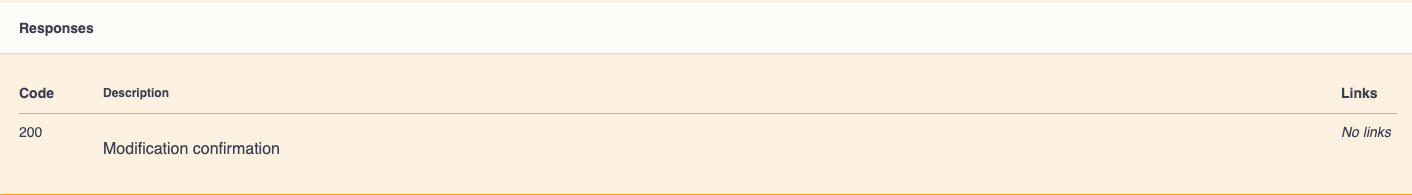 Responses
Code Description Links
200 No links
Modification confirmation